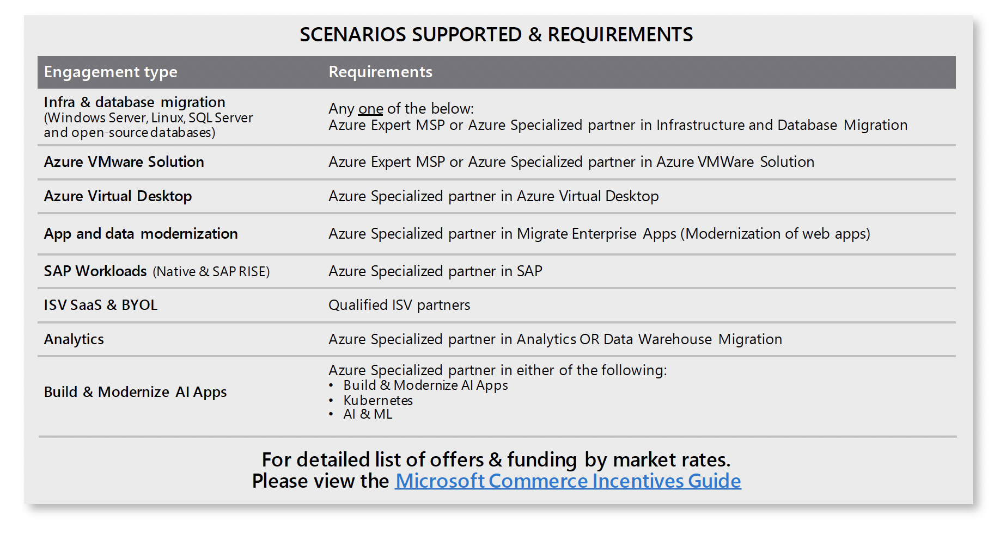 SCENARIOS SUPPORTED & REQUIREMENTS
Engagement type
Requirements
Infra & database migration
(Windows Server, Linux, SQL Server
and open-source databases)
Any one of the below:
Azure Expert MSP or Azure Specialized partner in Infrastructure and Database Migration
Azure VMware Solution
Azure Expert MSP or Azure Specialized partner in Azure VMWare Solution
Azure Virtual Desktop
Azure Specialized partner in Azure Virtual Desktop
App and data modernization
Azure Specialized partner in Migrate Enterprise Apps (Modernization of web apps)
SAP Workloads (Native & SAP RISE)
Azure Specialized partner in SAP
ISV SaaS & BYOL
Qualified ISV partners
Analytics
Azure Specialized partner in Analytics OR Data Warehouse Migration
Build & Modernize AI Apps
Azure Specialized partner in either of the following:
• Build & Modernize AI Apps
• Kubernetes
• AI & ML
For detailed list of offers & funding by market rates.
Please view the Microsoft Commerce Incentives Guide